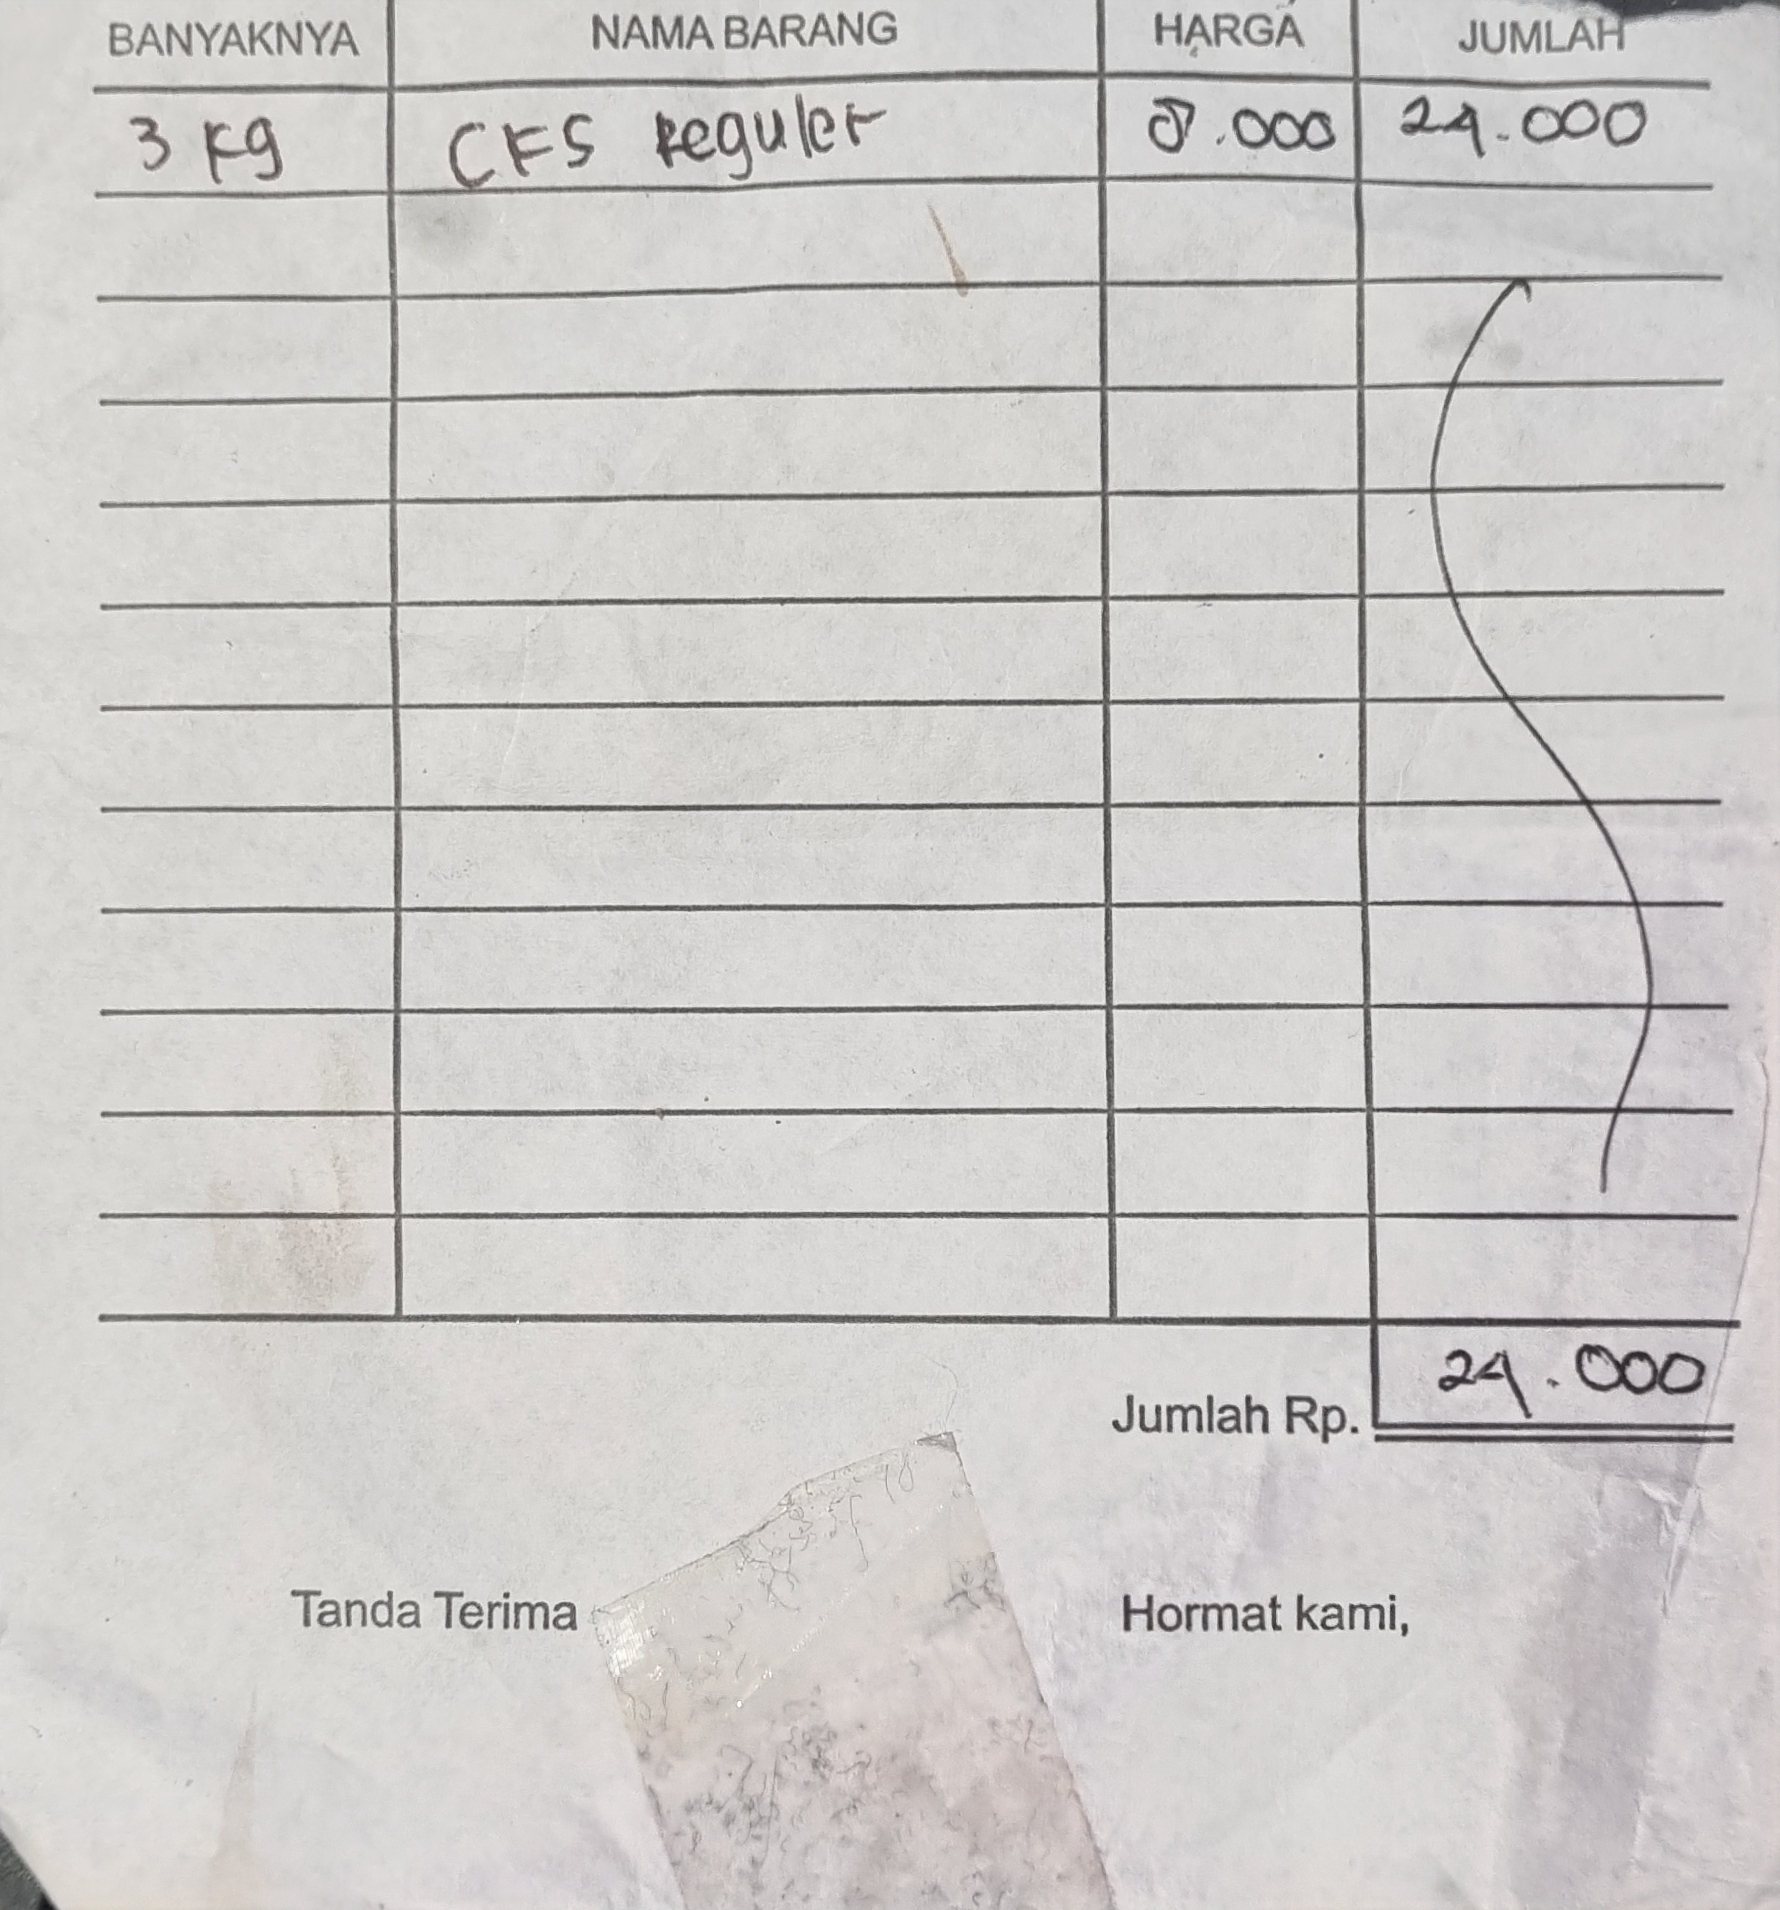 BANYAKNYA NAMA BARANG HARGA JUMLAH
3 kg CKS reguler 8.000 24.000
Jumlah Rp. 24.000
Tanda Terima Hormat kami,